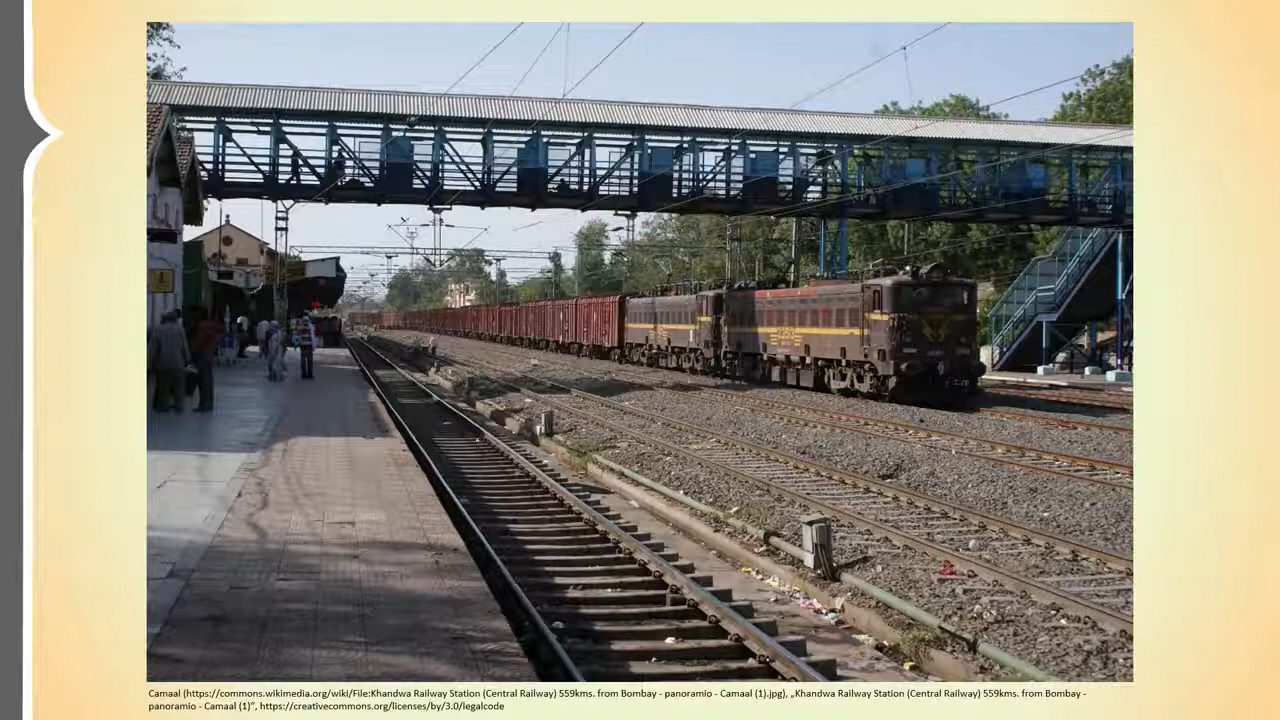 Camaal (https://commons.wikimedia.org/wiki/File:Khandwa Railway Station (Central Railway) 559kms. from Bombay - panoramio - Camaal (1).jpg), „Khandwa Railway Station (Central Railway) 559kms. from Bombay -
panoramio - Camaal (1)“, https://creativecommons.org/licenses/by/3.0/legalcode